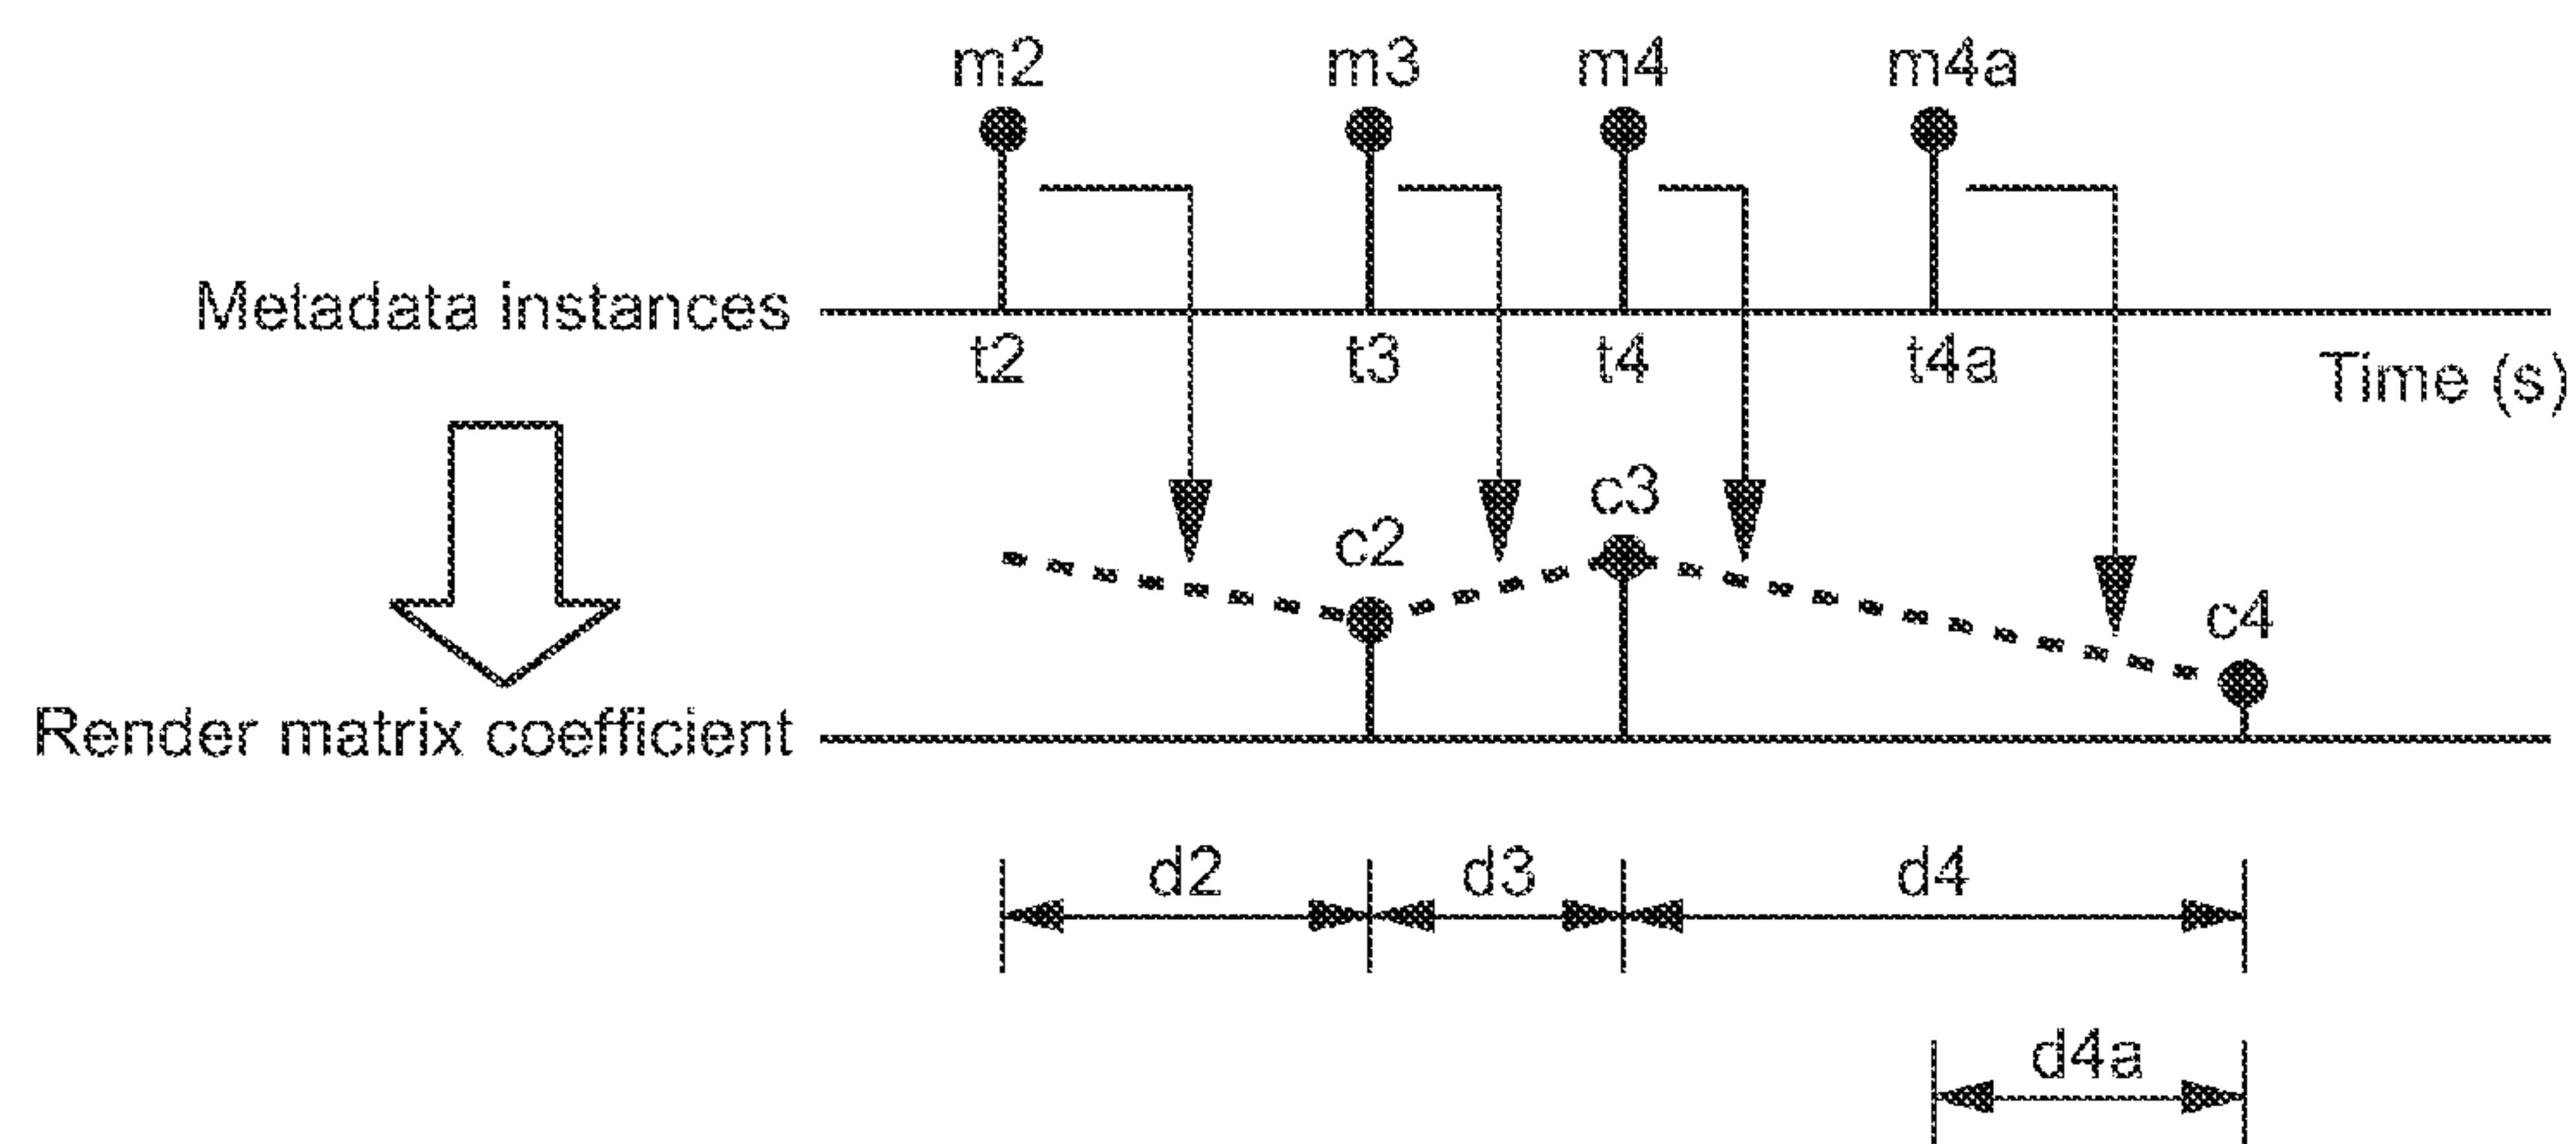 m2 m3 m4 m4a
Metadata instances
t2 t3 t4 t4a Time (s)
c2 c3 c4
Render matrix coefficient
d2 d3 d4
d4a